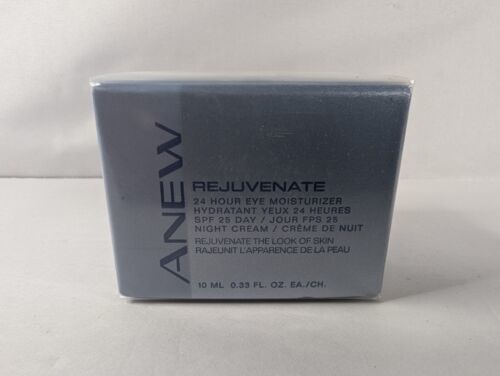 ANEW
REJUVENATE
24 HOUR EYE MOISTURIZER
HYDRATANT YEUX 24 HEURES
SPF 25 DAY / JOUR FPS 25
NIGHT CREAM / CRÈME DE NUIT
REJUVENATE THE LOOK OF SKIN
RAJEUNIT L'APPARENCE DE LA PEAU
10 ML 0.33 FL. OZ. EA./CH.